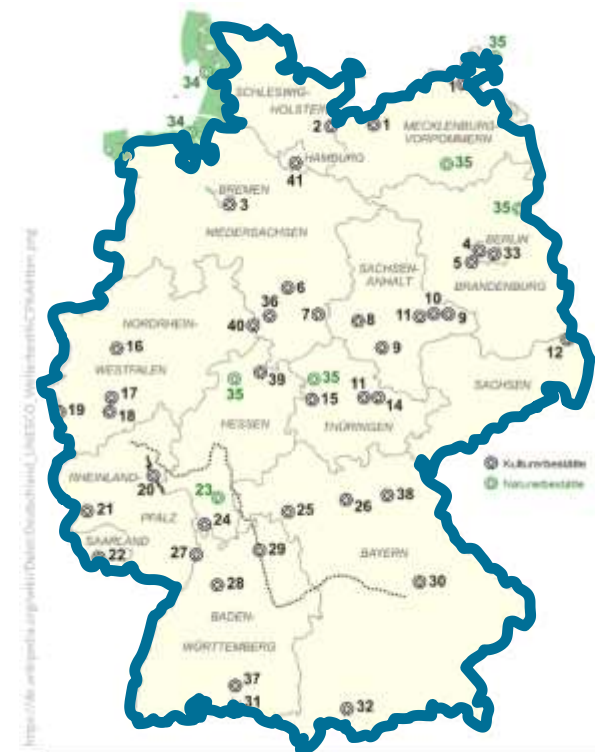 35
34
1
SCHLESWIG-
HOLSTEIN
2
1
MECKLENBURG-
VORPOMMERN
34
HAMBURG
41
35
BREMEN
3
35
NIEDERSACHSEN
4
BERLIN
33
5
SACHSEN-
ANHALT
BRANDENBURG
6
36
7
10
8
11
9
40
NORDRHEIN-
16
9
12
WESTFALEN
39
35
35
11
SACHSEN
17
15
14
19
18
HESSEN
THÜRINGEN
Kulturerbestätte
Naturerbestätte
RHEINLAND-
20
23
38
26
21
25
PFALZ
24
SAARLAND
22
27
29
BAYERN
28
30
BADEN-
WÜRTTEMBERG
37
31
32